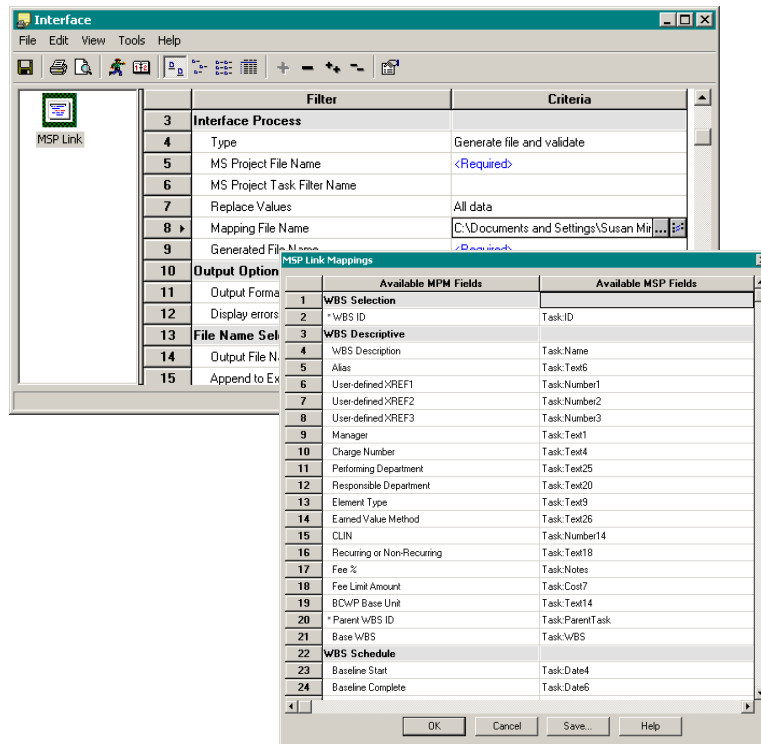 Interface
File Edit View Tools Help
MSP Link
Filter Criteria
3 Interface Process
4 Type Generate file and validate
5 MS Project File Name <Required>
6 MS Project Task Filter Name
7 Replace Values All data
8 Mapping File Name C:\Documents and Settings\Susan Mir ...
9 Generated File Name <Required>
10 Output Option
11 Output Forma
12 Display errors
13 File Name Sel
14 Output File N
15 Append to Ex
MSP Link Mappings
Available MPM Fields Available MSP Fields
1 WBS Selection
2 * WBS ID Task:ID
3 WBS Descriptive
4 WBS Description Task:Name
5 Alias Task:Text6
6 User-defined XREF1 Task:Number1
7 User-defined XREF2 Task:Number2
8 User-defined XREF3 Task:Number3
9 Manager Task:Text1
10 Charge Number Task:Text4
11 Performing Department Task:Text25
12 Responsible Department Task:Text20
13 Element Type Task:Text9
14 Earned Value Method Task:Text26
15 CLIN Task:Number14
16 Recurring or Non-Recurring Task:Text18
17 Fee % Task:Notes
18 Fee Limit Amount Task:Cost7
19 BCWP Base Unit Task:Text14
20 * Parent WBS ID Task:ParentTask
21 Base WBS Task:WBS
22 WBS Schedule
23 Baseline Start Task:Date4
24 Baseline Complete Task:Date6
OK Cancel Save... Help